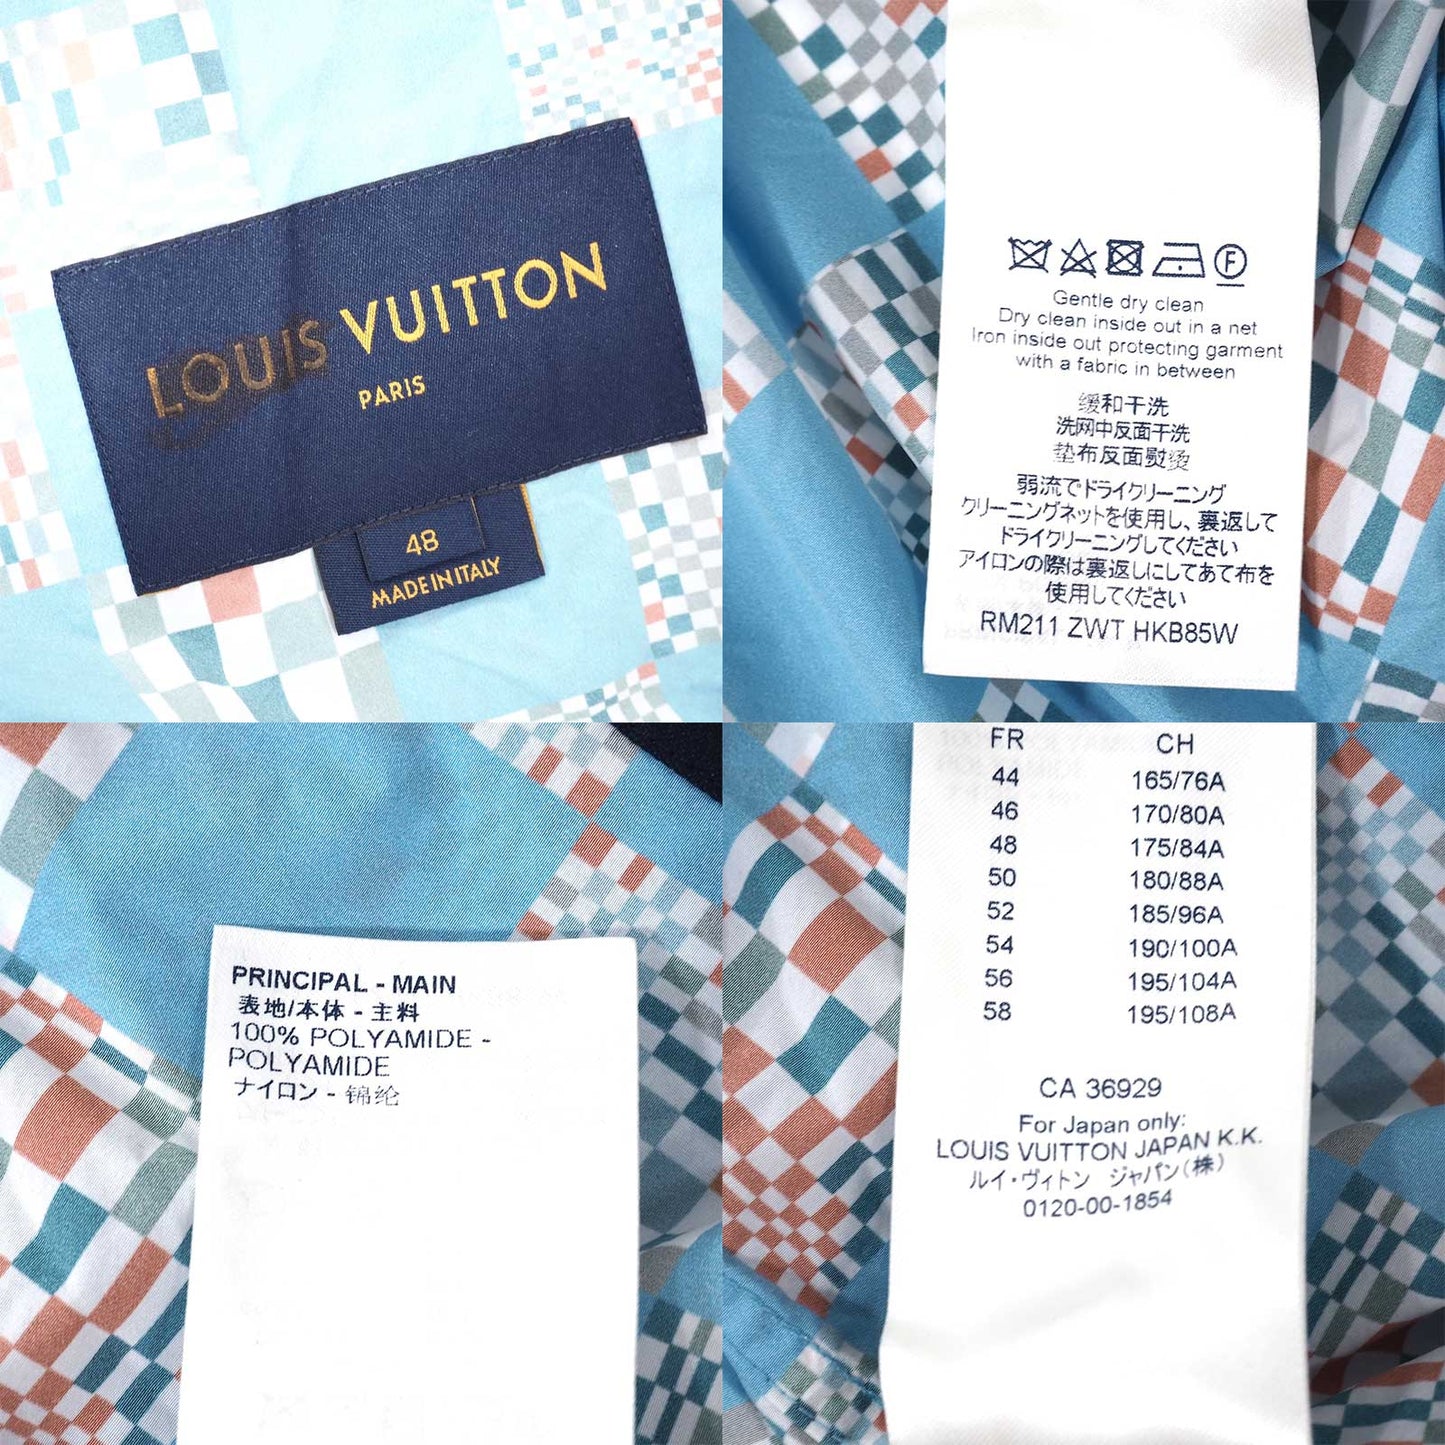 LOUIS VUITTON
PARIS
48
MADE IN ITALY
F
Gentle dry clean
Dry clean inside out in a net
Iron inside out protecting garment
with a fabric in between
缓和干洗
洗网中反面干洗
垫布反面熨烫
弱流でドライクリーニング
クリーニングネットを使用し、裏返して
ドライクリーニングしてください
アイロンの際は裏返しにしてあて布を
使用してください
RM211 ZWT HKB85W
PRINCIPAL - MAIN
表地/本体 - 主料
100% POLYAMIDE -
POLYAMIDE
ナイロン - 锦纶
FR CH
44 165/76A
46 170/80A
48 175/84A
50 180/88A
52 185/96A
54 190/100A
56 195/104A
58 195/108A
CA 36929
For Japan only:
LOUIS VUITTON JAPAN K.K.
ルイ・ヴィトン ジャパン(株)
0120-00-1854